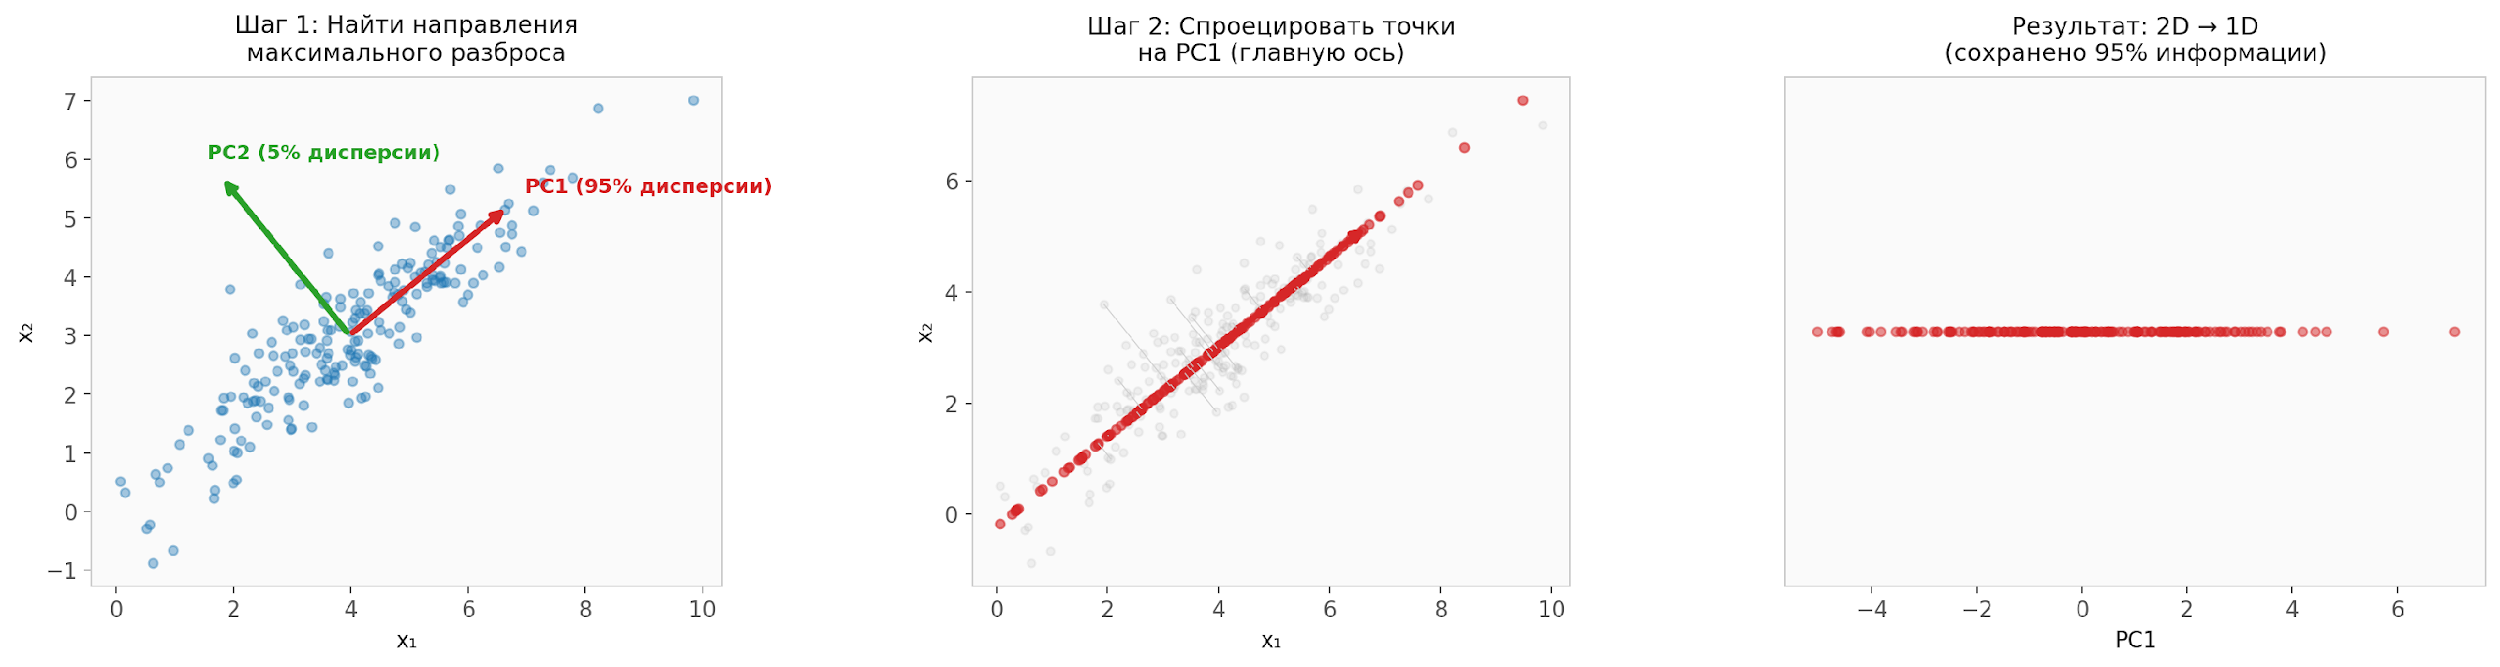 Шаг 1: Найти направления
максимального разброса
PC2 (5% дисперсии)
PC1 (95% дисперсии)
7
6
5
4
3
2
1
0
−1
x₂
0 2 4 6 8 10
x₁
Шаг 2: Спроецировать точки
на PC1 (главную ось)
6
4
2
0
x₂
0 2 4 6 8 10
x₁
Результат: 2D → 1D
(сохранено 95% информации)
−4 −2 0 2 4 6
PC1